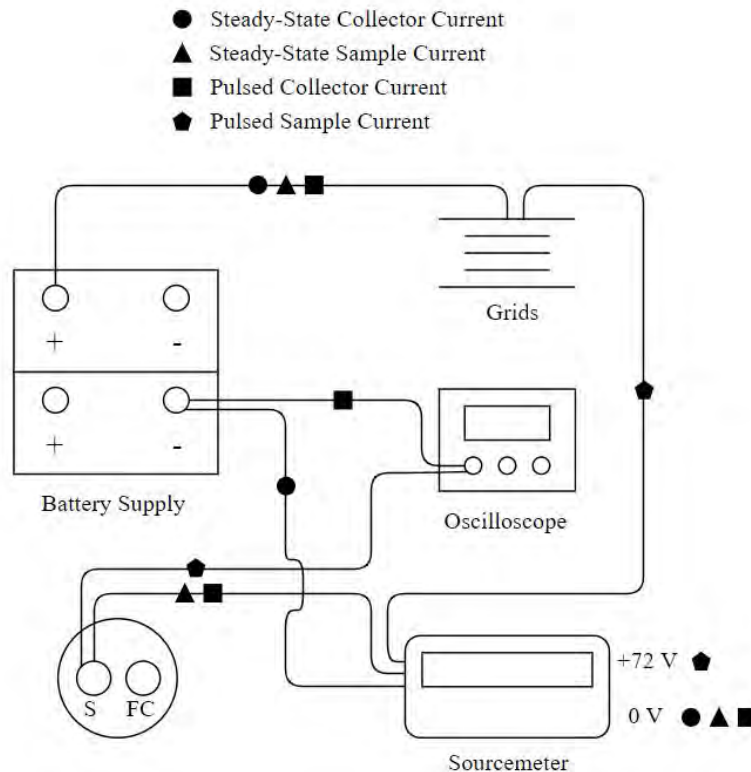 Steady-State Collector Current
Steady-State Sample Current
Pulsed Collector Current
Pulsed Sample Current
Grids
+ -
+ -
Battery Supply
Oscilloscope
S FC
+72 V
0 V
Sourcemeter